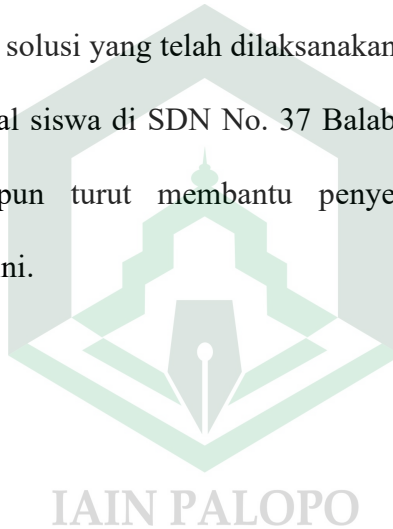 solusi yang telah dilaksanakan
al siswa di SDN No. 37 Balab
pun turut membantu penye
ni.
IAIN PALOPO